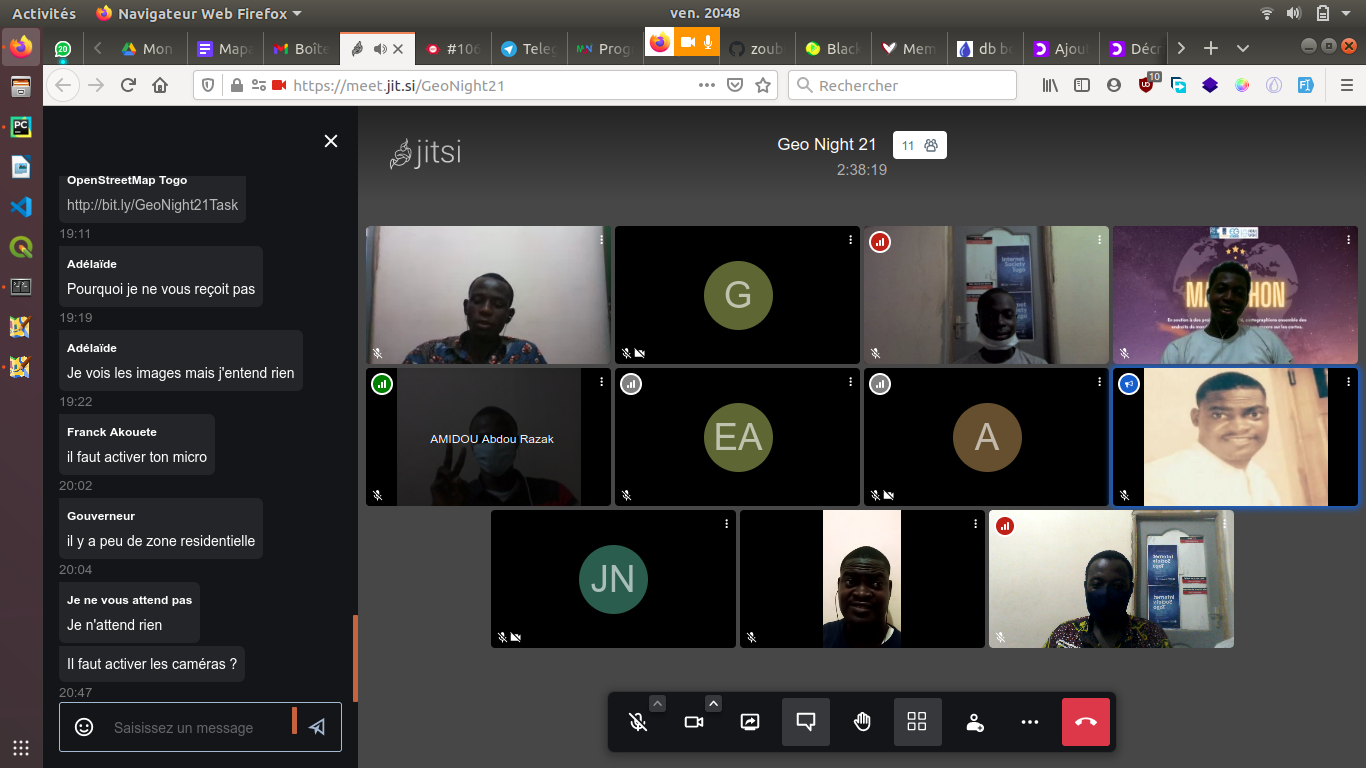 Activités
Navigateur Web Firefox
ven. 20:48
20
Mon
Mapa
Boîte
#106
Teleg
Prog
zoub
Black
Mem
db bo
Ajout
Décr
https://meet.jit.si/GeoNight21
Rechercher
10
jitsi
Geo Night 21
11
2:38:19
OpenStreetMap Togo
http://bit.ly/GeoNight21Task
19:11
Adélaïde
Pourquoi je ne vous reçoit pas
19:19
Adélaïde
Je vois les images mais j'entend rien
19:22
Franck Akouete
il faut activer ton micro
20:02
Gouverneur
il y a peu de zone residentielle
20:04
Je ne vous attend pas
Je n'attend rien
Il faut activer les caméras ?
20:47
Saisissez un message
G
Internet
Society
Togo
AMIDOU Abdou Razak
EA
A
JN